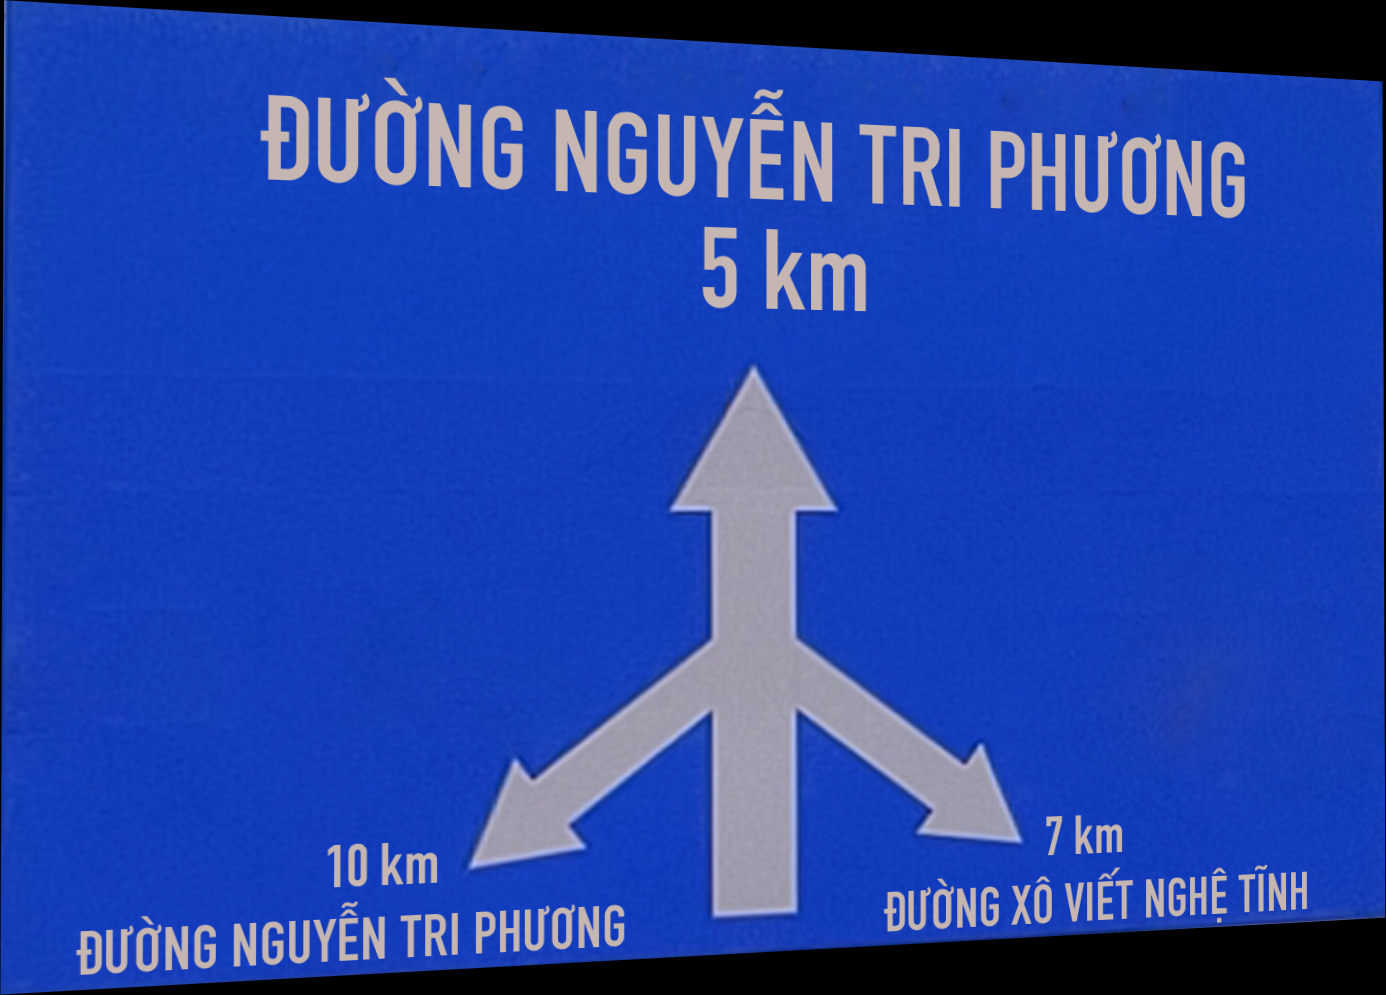 ĐƯỜNG NGUYỄN TRI PHƯƠNG
5 km
10 km
ĐƯỜNG NGUYỄN TRI PHƯƠNG
7 km
ĐƯỜNG XÔ VIẾT NGHỆ TĨNH